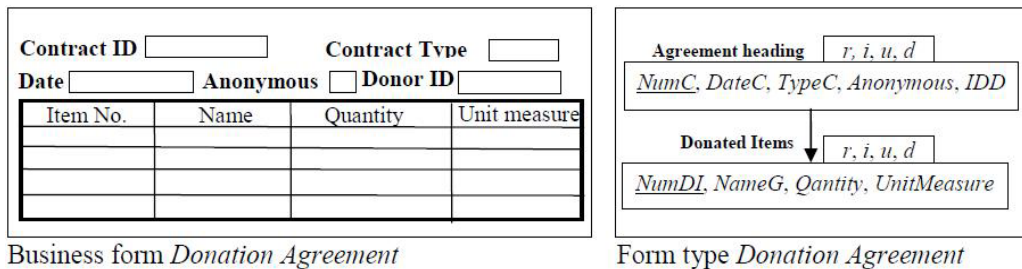 Contract ID
Contract Type
Date Anonymous Donor ID
Item No. Name Quantity Unit measure
Business form Donation Agreement
Agreement heading r, i, u, d
NumC, DateC, TypeC, Anonymous, IDD
Donated Items r, i, u, d
NumDI, NameG, Qantity, UnitMeasure
Form type Donation Agreement